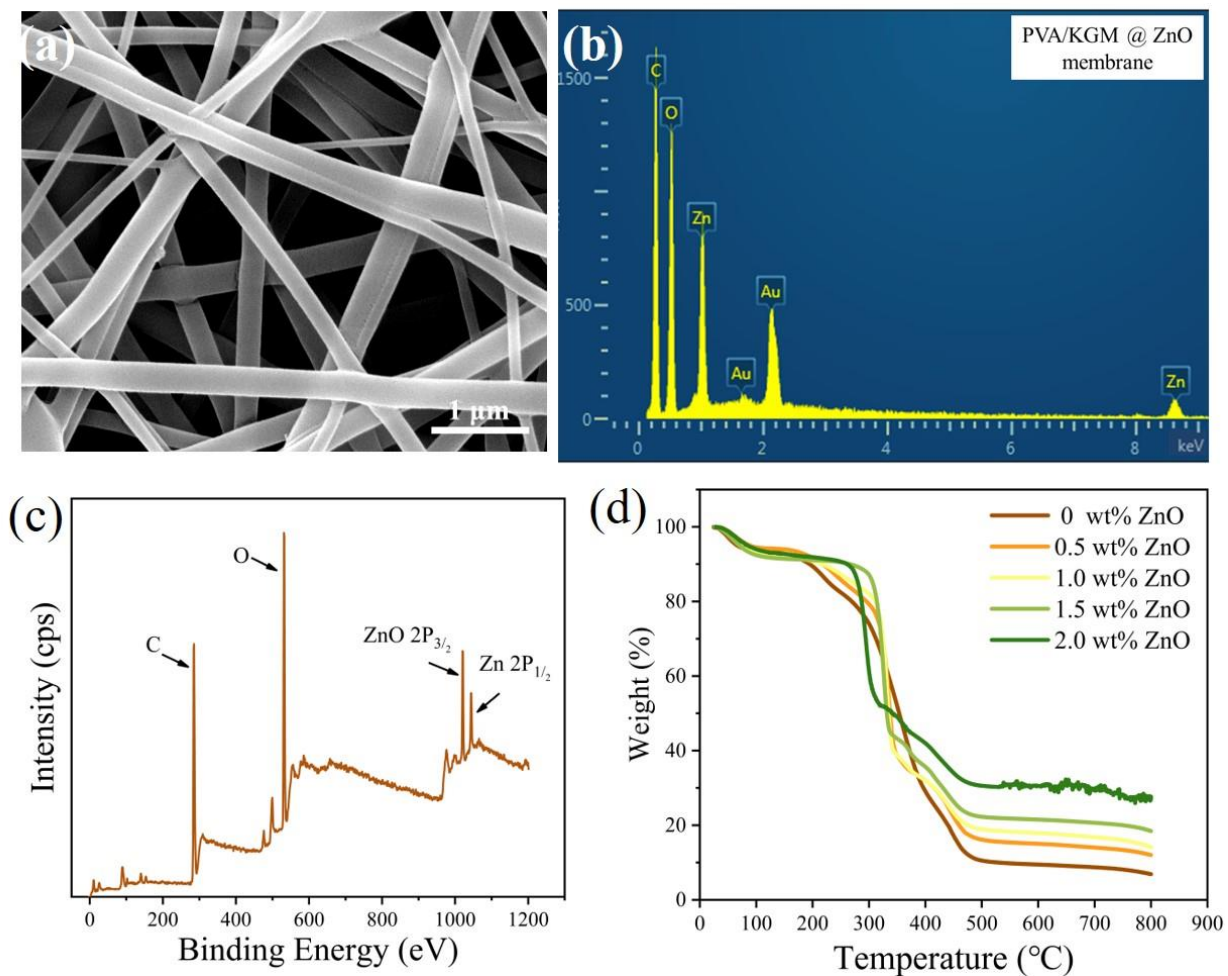 (a)
1 μm
(b)
PVA/KGM @ ZnO
membrane
1500
500
0
C
O
Zn
Au
Au
Zn
0
2
4
6
8
keV
(c)
Intensity (cps)
C
O
ZnO 2P3/2
Zn 2P1/2
0
200
400
600
800
1000
1200
Binding Energy (eV)
(d)
Weight (%)
100
80
60
40
20
0
0 wt% ZnO
0.5 wt% ZnO
1.0 wt% ZnO
1.5 wt% ZnO
2.0 wt% ZnO
0
100
200
300
400
500
600
700
800
900
Temperature (℃)